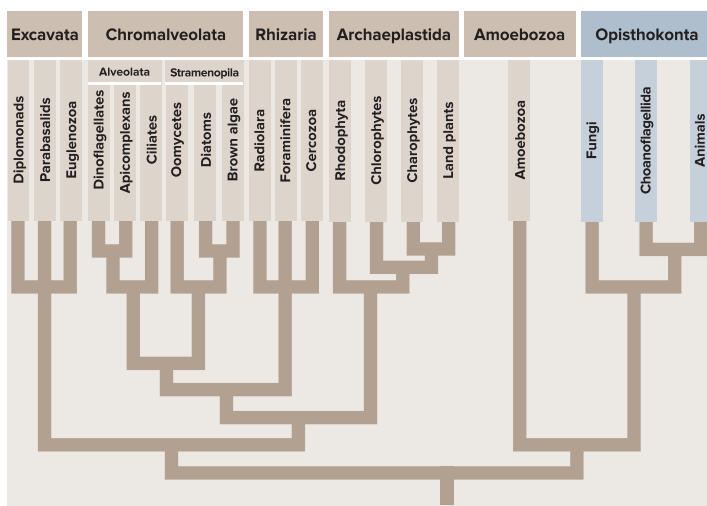 Excavata
Chromalveolata
Rhizaria
Archaeplastida
Amoebozoa
Opisthokonta
Alveolata
Stramenopila
Diplomonads
Parabasalids
Euglenozoa
Dinoflagellates
Apicomplexans
Ciliates
Oomycetes
Diatoms
Brown algae
Radiolara
Foraminifera
Cercozoa
Rhodophyta
Chlorophytes
Charophytes
Land plants
Amoebozoa
Fungi
Choanoflagellida
Animals